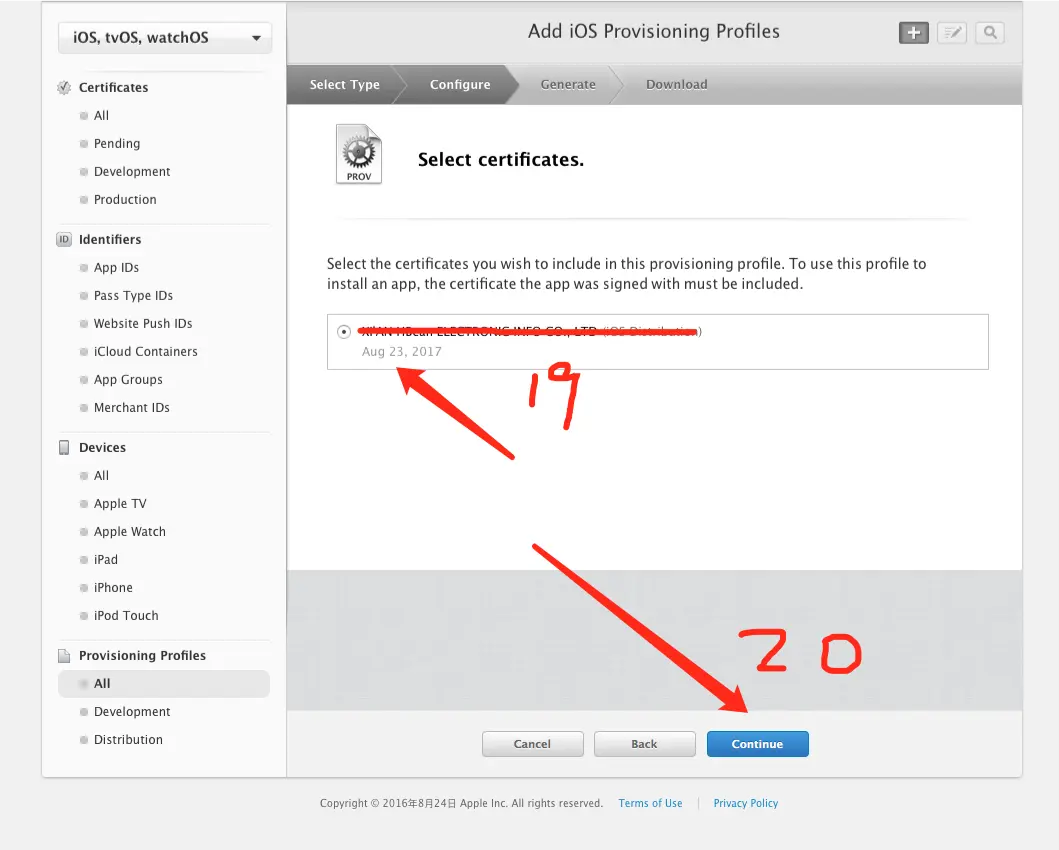 iOS, tvOS, watchOS
Add iOS Provisioning Profiles
Certificates
All
Pending
Development
Production
Identifiers
App IDs
Pass Type IDs
Website Push IDs
iCloud Containers
App Groups
Merchant IDs
Devices
All
Apple TV
Apple Watch
iPad
iPhone
iPod Touch
Provisioning Profiles
All
Development
Distribution
Select Type
Configure
Generate
Download
PROV
Select certificates.
Select the certificates you wish to include in this provisioning profile. To use this profile to
install an app, the certificate the app was signed with must be included.
ELECTRONIC INFO CO., LTD (iOS Distribution)
Aug 23, 2017
19
20
Cancel
Back
Continue
Copyright © 2016年8月24日 Apple Inc. All rights reserved.
Terms of Use
Privacy Policy
ID